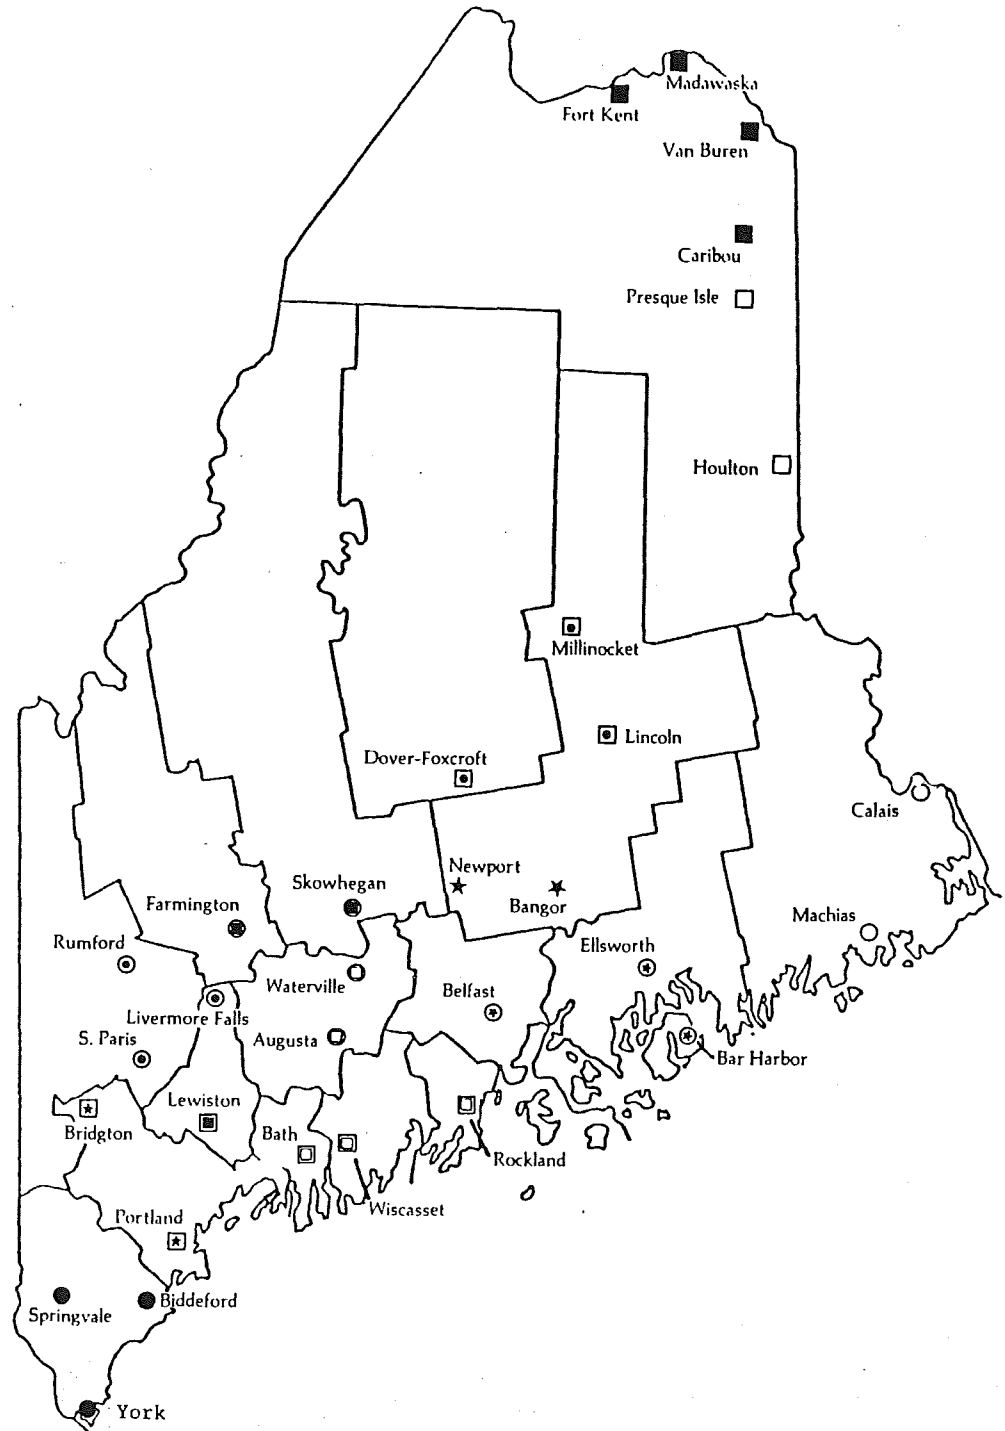 Madawaska
Fort Kent
Van Buren
Caribou
Presque Isle
Houlton
Millinocket
Lincoln
Dover-Foxcroft
Calais
Newport
Skowhegan
Bangor
Farmington
Machias
Rumford
Ellsworth
Waterville
Belfast
Livermore Falls
S. Paris
Augusta
Bar Harbor
Lewiston
Bridgton
Bath
Rockland
Wiscasset
Portland
Biddeford
Springvale
York